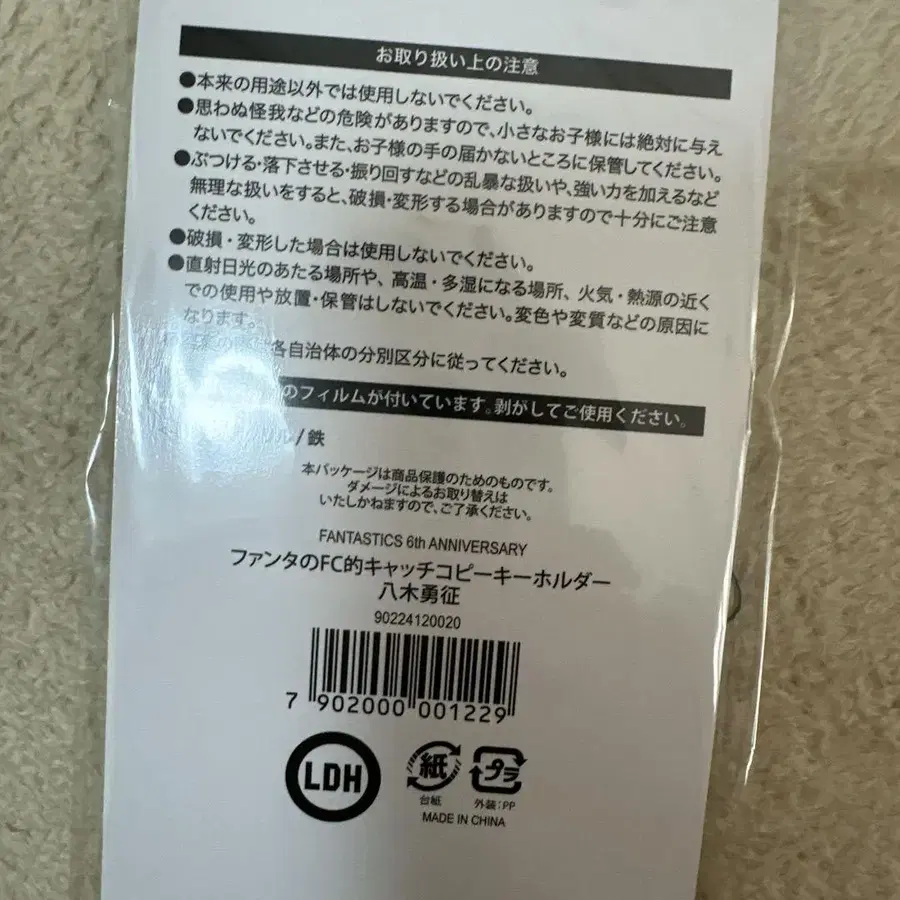 お取り扱い上の注意
●本来の用途以外では使用しないでください。
●思わぬ怪我などの危険がありますので、小さなお子様には絶対に与え
ないでください。また、お子様の手の届かないところに保管してください。
●ぶつける・落下させる・振り回すなどの乱暴な扱いや、強い力を加えるなど
無理な扱いをすると、破損・変形する場合がありますので十分にご注意
ください。
●破損・変形した場合は使用しないでください。
●直射日光のあたる場所や、高温・多湿になる場所、火気・熱源の近く
での使用や放置・保管はしないでください。変色や変質などの原因に
なります。
各自治体の分別区分に従ってください。
のフィルムが付いています。剥がしてご使用ください。
リル/鉄
本パッケージは商品保護のためのものです。
ダメージによるお取り替えは
いたしかねますので、ご了承ください。
FANTASTICS 6th ANNIVERSARY
ファンタのFC的キャッチコピーキーホルダー
八木勇征
90224120020
7 902000 001229
LDH
紙 プラ
台紙 外装:PP
MADE IN CHINA